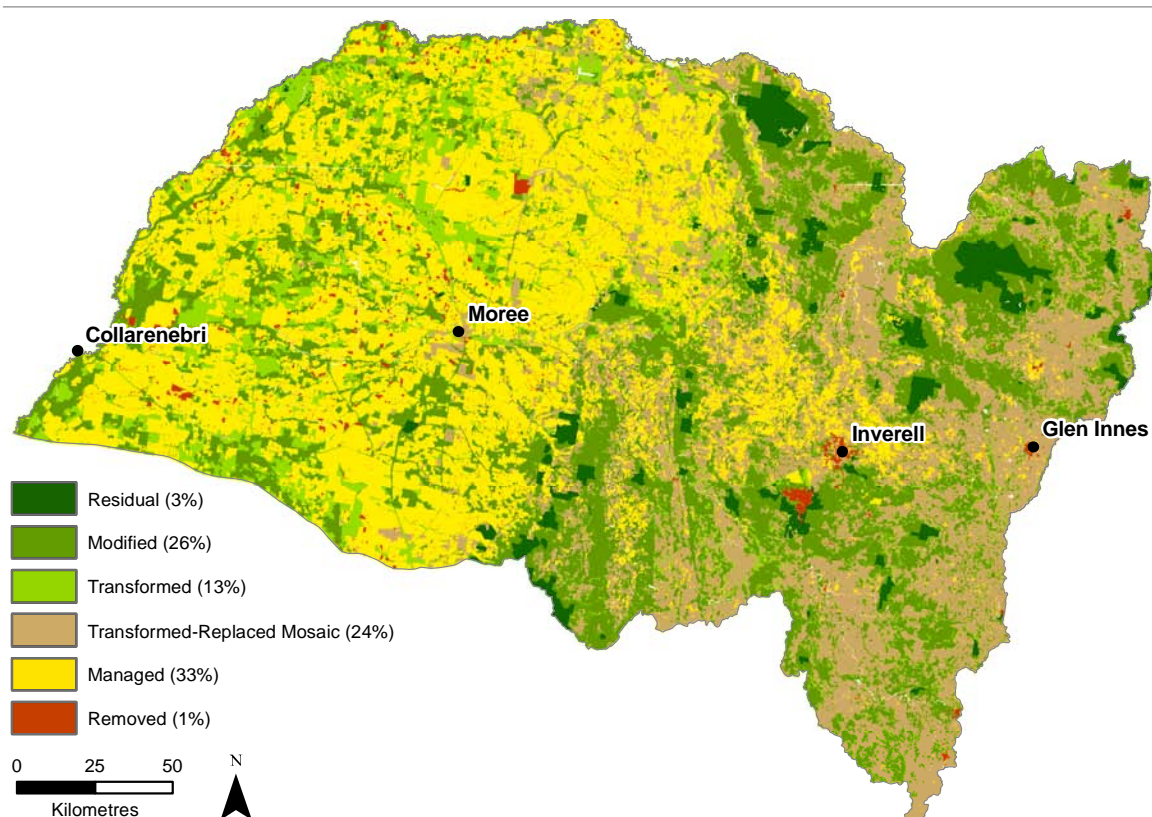 Collarenebri
Moree
Inverell
Glen Innes
Residual (3%)
Modified (26%)
Transformed (13%)
Transformed-Replaced Mosaic (24%)
Managed (33%)
Removed (1%)
0 25 50
Kilometres
N